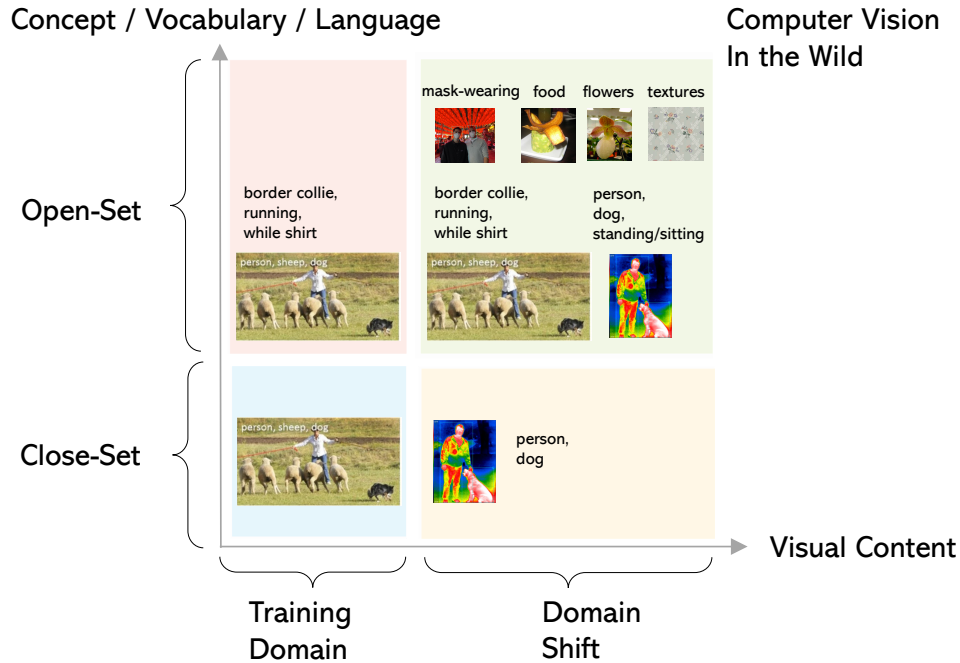 Concept / Vocabulary / Language
Computer Vision
In the Wild
mask-wearing food flowers textures
Open-Set
border collie,
running,
while shirt
person, sheep, dog
border collie,
running,
while shirt
person, sheep, dog
person,
dog,
standing/sitting
Close-Set
person, sheep, dog
person,
dog
Visual Content
Training
Domain
Domain
Shift